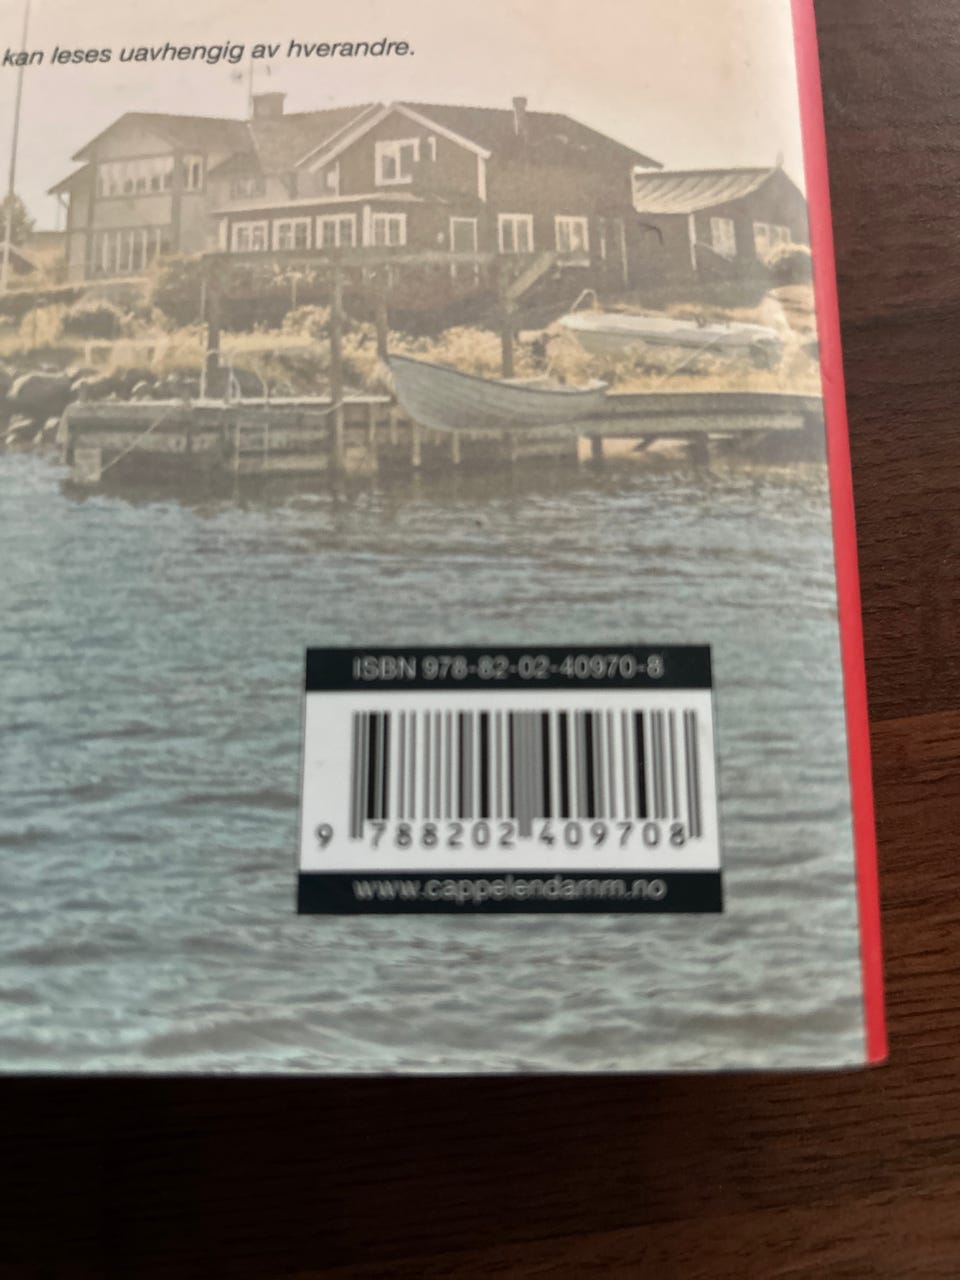 kan leses uavhengig av hverandre.
ISBN 978-82-02-40970-8
9 788202 409708
www.cappelendamm.no